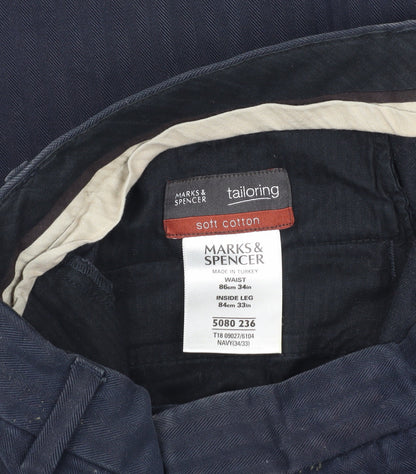 MARKS &
SPENCER
tailoring
soft cotton
MARKS &
SPENCER
MADE IN TURKEY
WAIST
86cm 34in
INSIDE LEG
84cm 33in
5080 236
T18 09027/6104
NAVY(34/33)